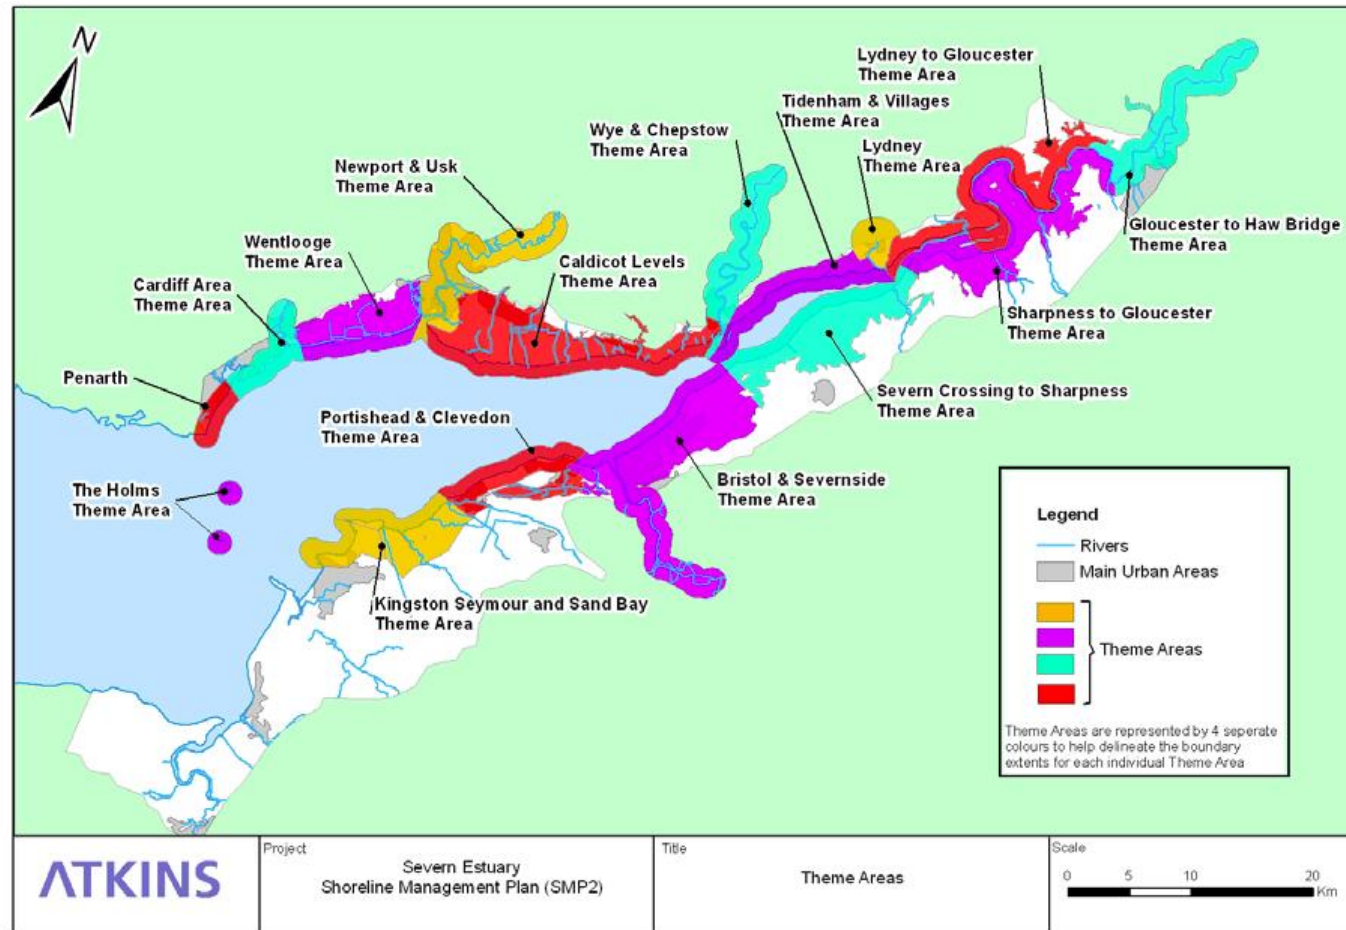 N
Lydney to Gloucester
Theme Area
Tidenham & Villages
Theme Area
Wye & Chepstow
Theme Area
Lydney
Theme Area
Newport & Usk
Theme Area
Gloucester to Haw Bridge
Theme Area
Wentlooge
Theme Area
Caldicot Levels
Theme Area
Cardiff Area
Theme Area
Sharpness to Gloucester
Theme Area
Penarth
Severn Crossing to Sharpness
Theme Area
Portishead & Clevedon
Theme Area
Bristol & Severnside
Theme Area
The Holms
Theme Area
Kingston Seymour and Sand Bay
Theme Area
Legend
Rivers
Main Urban Areas
Theme Areas
Theme Areas are represented by 4 seperate
colours to help delineate the boundary
extents for each individual Theme Area
ATKINS
Project
Severn Estuary
Shoreline Management Plan (SMP2)
Title
Theme Areas
Scale
0 5 10 20
Km